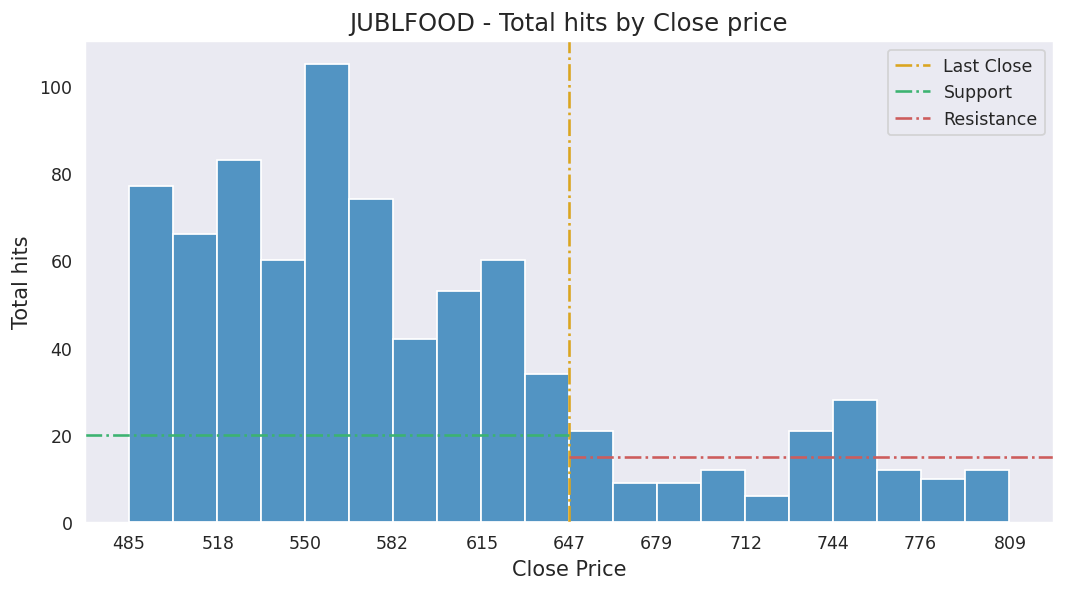 JUBLFOOD - Total hits by Close price
Last Close
Support
Resistance
Total hits
100
80
60
40
20
0
485 518 550 582 615 647 679 712 744 776 809
Close Price